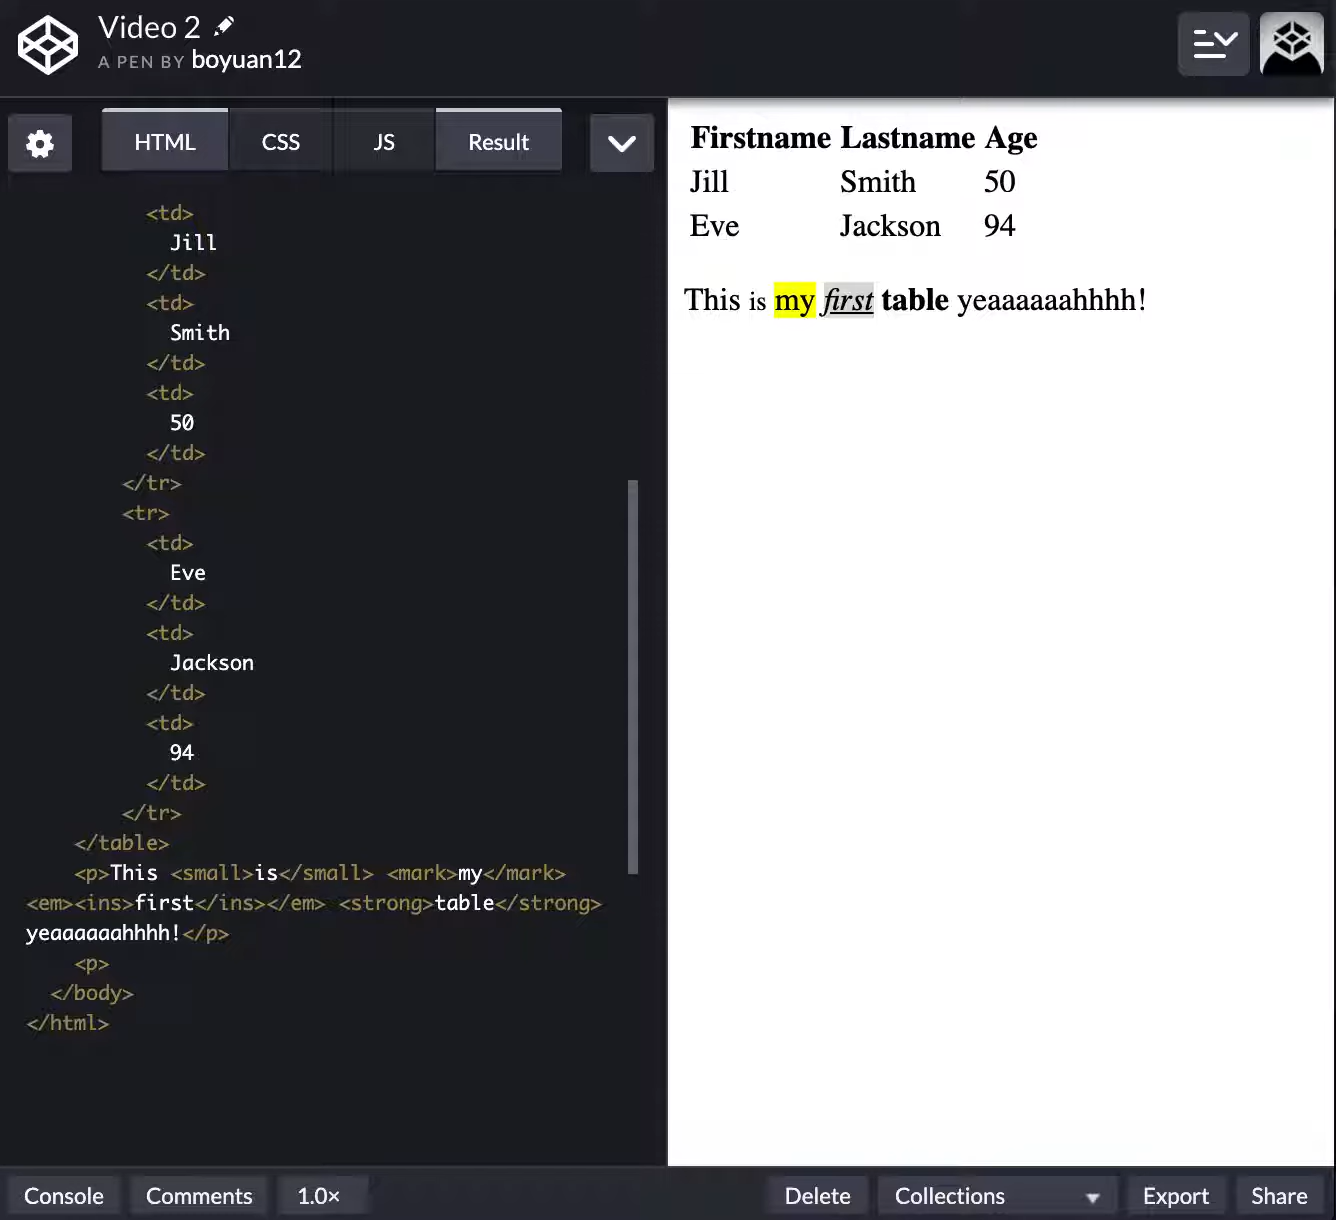 Video 2
A PEN BY boyuan12
HTML CSS JS Result
<td>
Jill
</td>
<td>
Smith
</td>
<td>
50
</td>
</tr>
<tr>
<td>
Eve
</td>
<td>
Jackson
</td>
<td>
94
</td>
</tr>
</table>
<p>This <small>is</small> <mark>my</mark>
<em><ins>first</ins></em> <strong>table</strong>
yeaaaaaahhhh!</p>
<p>
</body>
</html>
Firstname Lastname Age
Jill Smith 50
Eve Jackson 94
This is my first table yeaaaaaahhhh!
Console Comments 1.0× Delete Collections Export Share